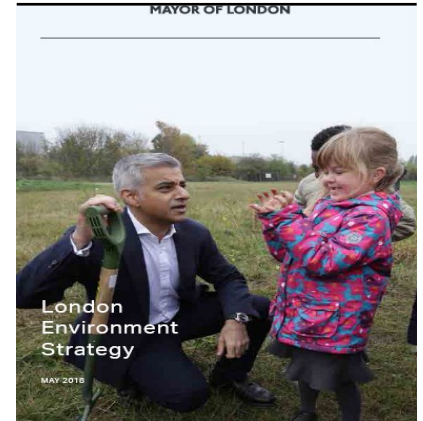 MAYOR OF LONDON
London
Environment
Strategy
MAY 2018